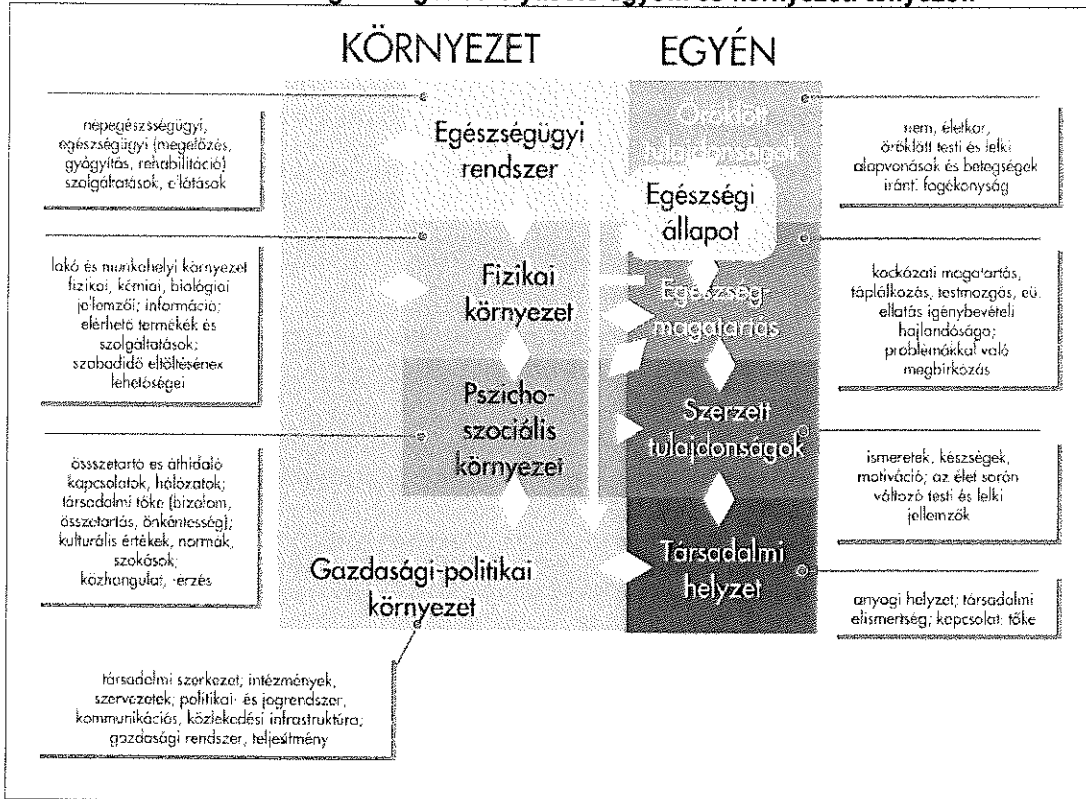 egyéni és környezeti tényezői
KÖRNYEZET
EGYÉN
népegészségügyi,
egészségügyi (megelőzés,
gyógyítás, rehabilitáció)
szolgáltatások, ellátások
Egészségügyi
rendszer
Öröklött
tulajdonságok
nem, életkor,
öröklött testi és lelki
alapvonások és betegségek
iránti fogékonyság
Egészségi
állapot
lakó és munkahelyi környezet
fizikai, kémiai, biológiai
jellemzői; információ;
elérhető termékek és
szolgáltatások;
szabadidő eltöltésének
lehetőségei
Fizikai
környezet
Egészség-
magatartás
kockázati magatartás,
táplálkozás, testmozgás, eü.
ellátás igénybevételi
hajlandósága;
problémákkal való
megbirkózás
Pszicho-
szociális
környezet
Szerzett
tulajdonságok
össszetartó és áthidaló
kapcsolatok, hálózatok;
társadalmi tőke (bizalom,
összetartás, önkéntesség);
kulturális értékek, normák,
szokások;
közhangulat, -érzés
ismeretek, készségek,
motiváció; az élet során
változó testi és lelki
jellemzők
Gazdasági-politikai
környezet
Társadalmi
helyzet
anyagi helyzet; társadalmi
elismertség; kapcsolati tőke
társadalmi szerkezet; intézmények,
szervezetek; politikai- és jogrendszer,
kommunikációs, közlekedési infrastruktúra;
gazdasági rendszer, teljesítmény